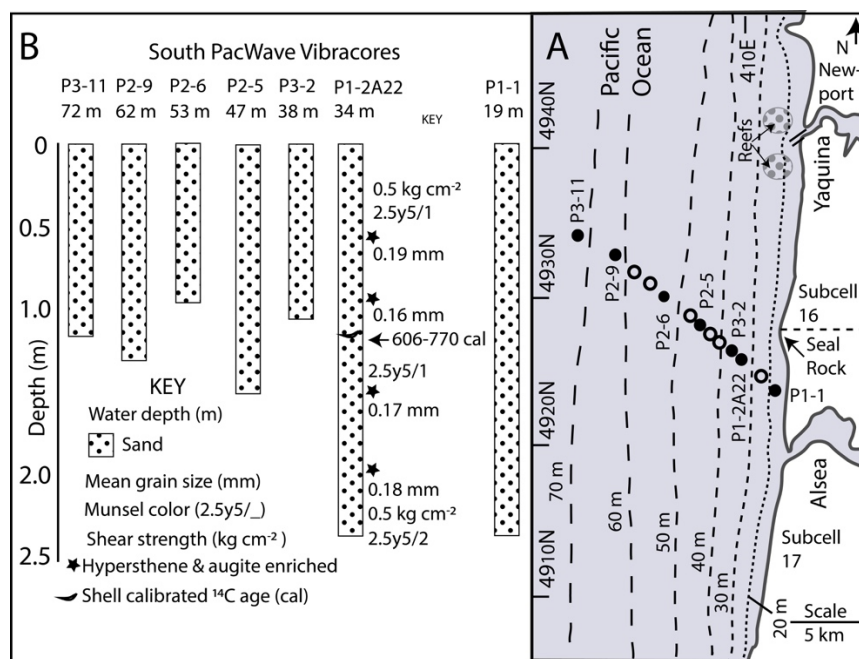 B
South PacWave Vibracores
P3-11 P2-9 P2-6 P2-5 P3-2 P1-2A22 P1-1
72 m 62 m 53 m 47 m 38 m 34 m KEY 19 m
0
0.5 kg cm⁻²
2.5y5/1
0.5
0.19 mm
0.16 mm
1.0
606-770 cal
2.5y5/1
KEY
0.17 mm
Water depth (m)
1.5
Sand
Depth (m)
2.0
0.18 mm
Mean grain size (mm)
0.5 kg cm⁻²
Munsel color (2.5y5/_)
2.5y5/2
Shear strength (kg cm⁻²)
2.5
Hypersthene & augite enriched
Shell calibrated ¹⁴C age (cal)
A
Pacific
Ocean
410E
N
New-
port
4940N
Reefs
Yaquina
P3-11
4930N
P2-9
P2-6
P2-5
P3-2
P1-2A22
P1-1
Subcell
16
Seal
Rock
4920N
Alsea
70 m
60 m
50 m
40 m
30 m
20 m
Subcell
17
4910N
Scale
5 km